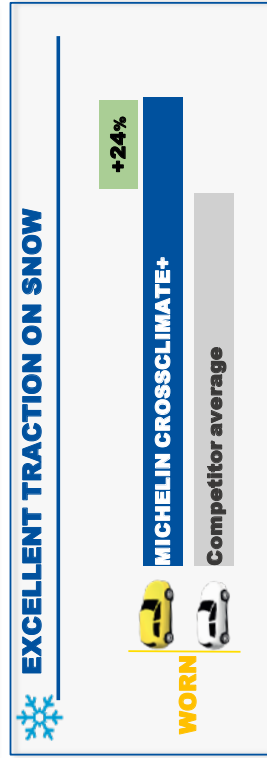 EXCELLENT TRACTION ON SNOW
+24%
MICHELIN CROSSCLIMATE+
Competitor average
WORN